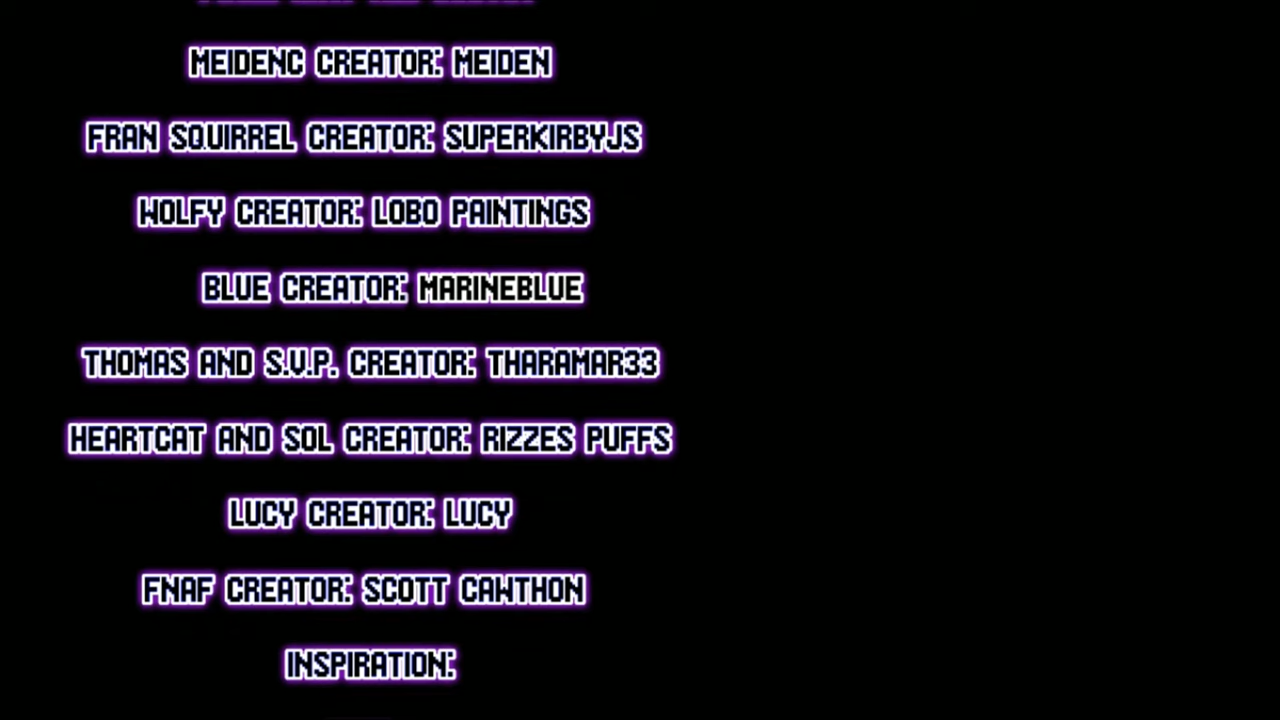 MEIDENC CREATOR: MEIDEN
FRAN SQUIRREL CREATOR: SUPERKIRBYJS
WOLFY CREATOR: LOBO PAINTINGS
BLUE CREATOR: MARINEBLUE
THOMAS AND S.V.P. CREATOR: THARAMAR33
HEARTCAT AND SOL CREATOR: RIZZES PUFFS
LUCY CREATOR: LUCY
FNAF CREATOR: SCOTT CAWTHON
INSPIRATION: